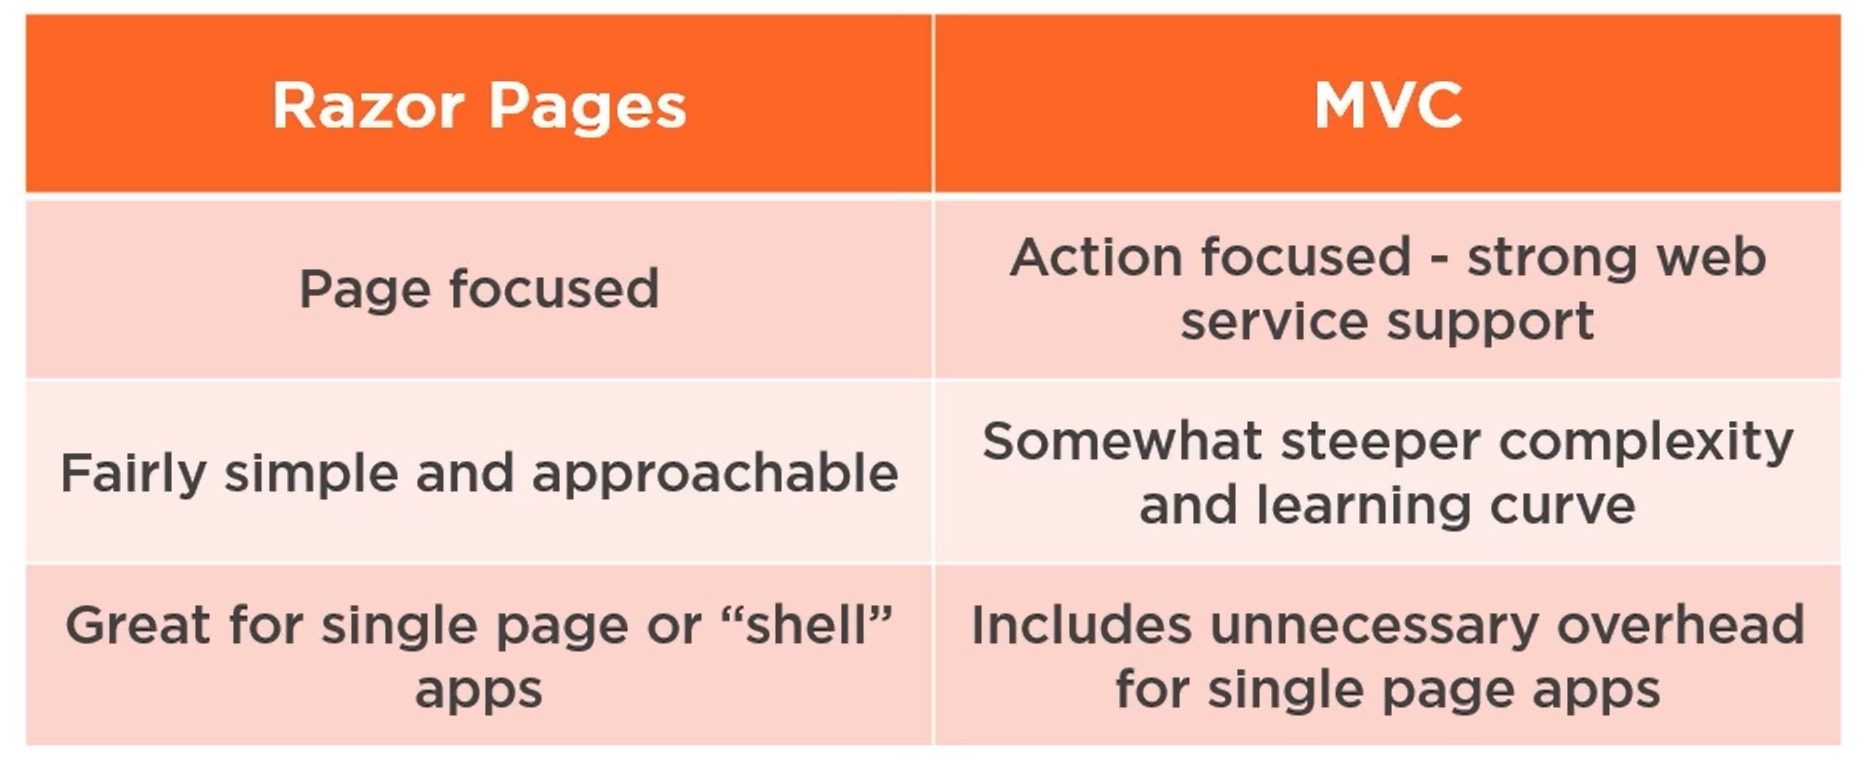 Razor Pages
MVC
Page focused
Action focused - strong web
service support
Fairly simple and approachable
Somewhat steeper complexity
and learning curve
Great for single page or “shell”
apps
Includes unnecessary overhead
for single page apps